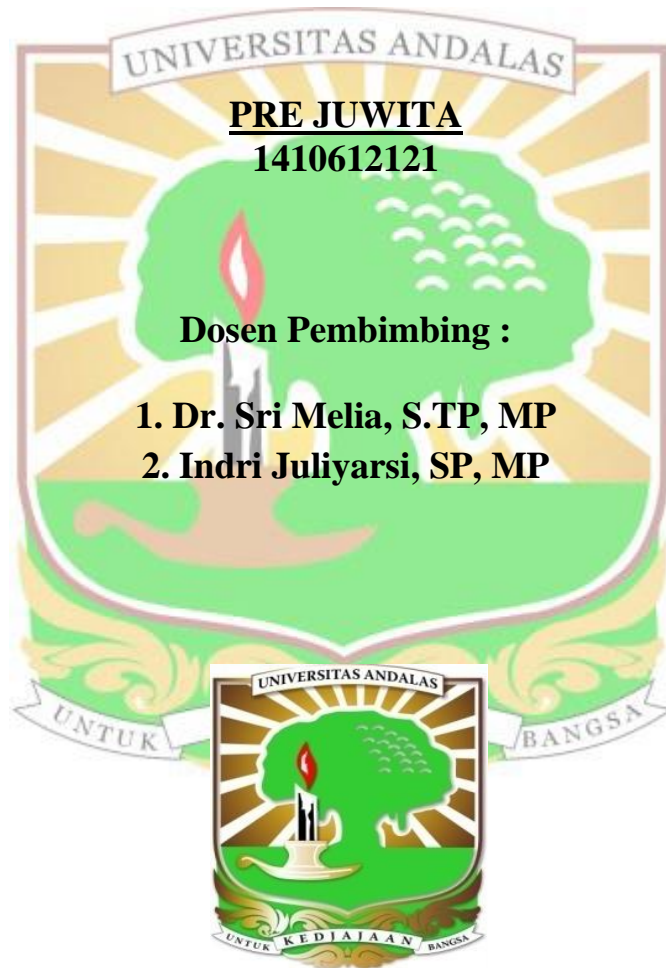 UNIVERSITAS ANDALAS
PRE JUWITA
1410612121
Dosen Pembimbing :
1. Dr. Sri Melia, S.TP, MP
2. Indri Juliyarsi, SP, MP
UNTUK BANGSA
UNIVERSITAS ANDALAS
UNTUK KEDJAJAAN BANGSA